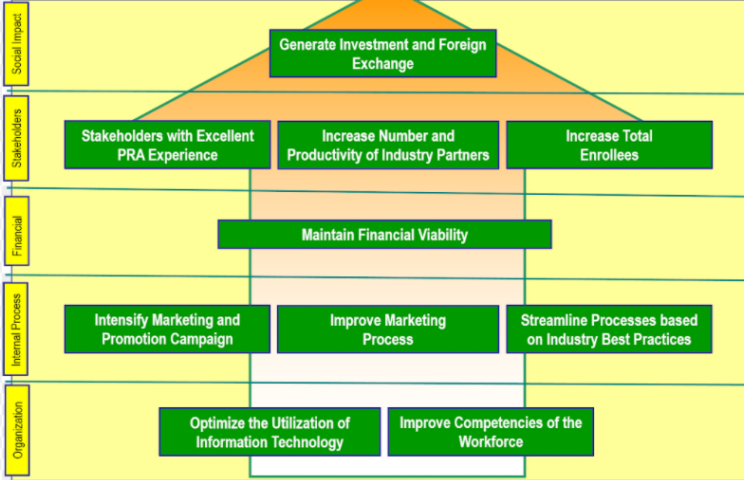 Social Impact
Generate Investment and Foreign
Exchange
Stakeholders
Stakeholders with Excellent
PRA Experience
Increase Number and
Productivity of Industry Partners
Increase Total
Enrollees
Financial
Maintain Financial Viability
Internal Process
Intensify Marketing and
Promotion Campaign
Improve Marketing
Process
Streamline Processes based
on Industry Best Practices
Organization
Optimize the Utilization of
Information Technology
Improve Competencies of the
Workforce